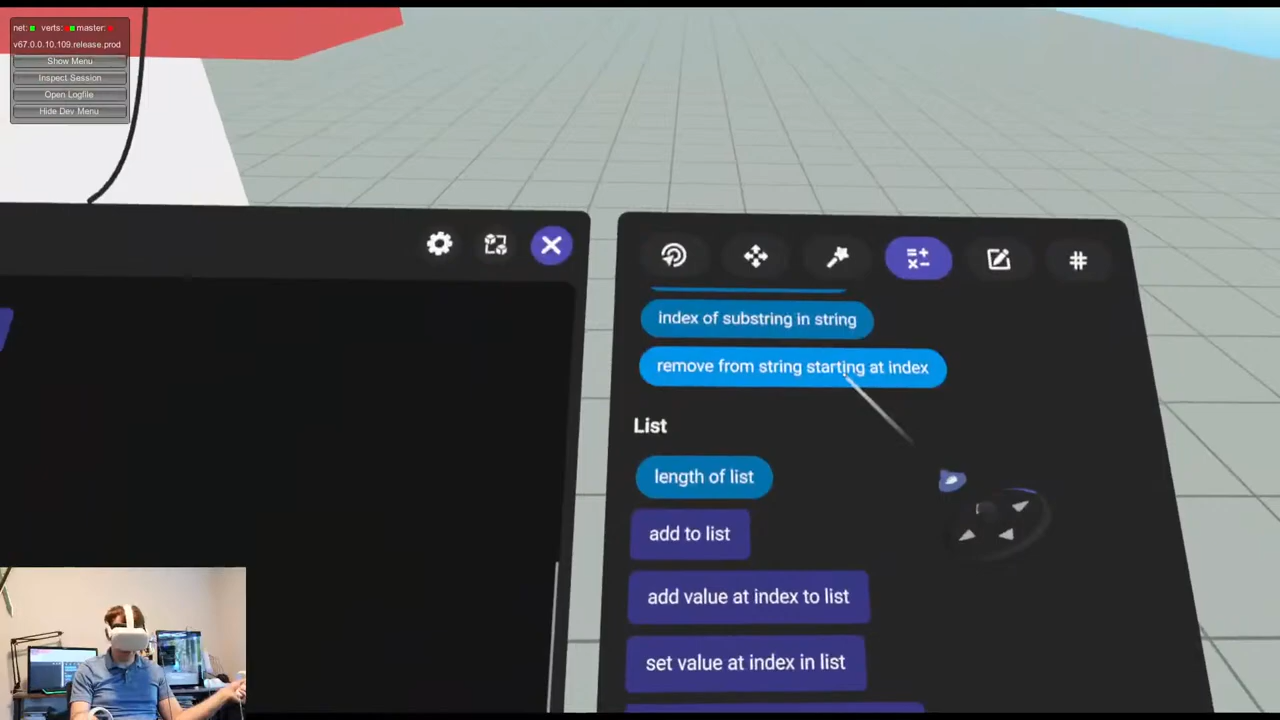 net: verts: master:
v67.0.0.10.109.release.prod
Show Menu
Inspect Session
Open Logfile
Hide Dev Menu
index of substring in string
remove from string starting at index
List
length of list
add to list
add value at index to list
set value at index in list